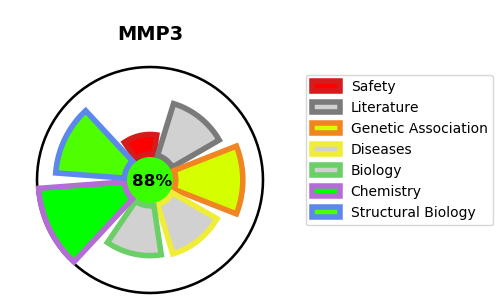 MMP3
88%
Safety
Literature
Genetic Association
Diseases
Biology
Chemistry
Structural Biology